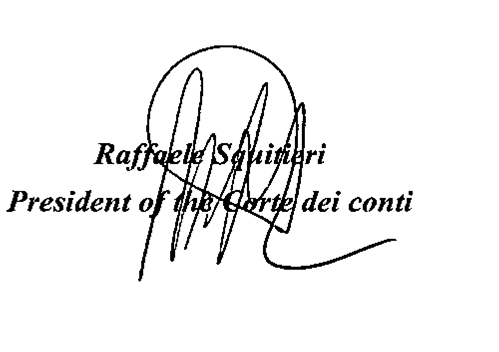 Raffaele Squitieri
President of the Corte dei conti